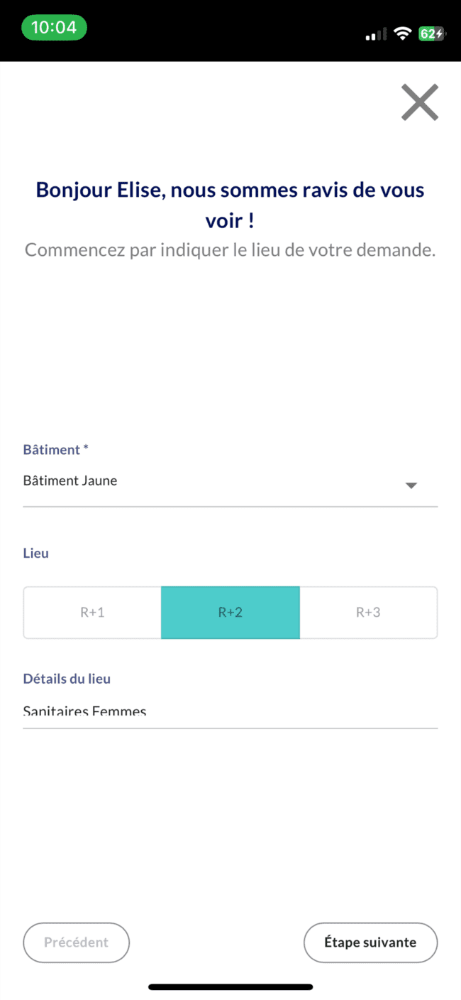 10:04
62
Bonjour Elise, nous sommes ravis de vous
voir !
Commencez par indiquer le lieu de votre demande.
Bâtiment *
Bâtiment Jaune
Lieu
R+1 R+2 R+3
Détails du lieu
Sanitaires Femmes
Précédent Étape suivante